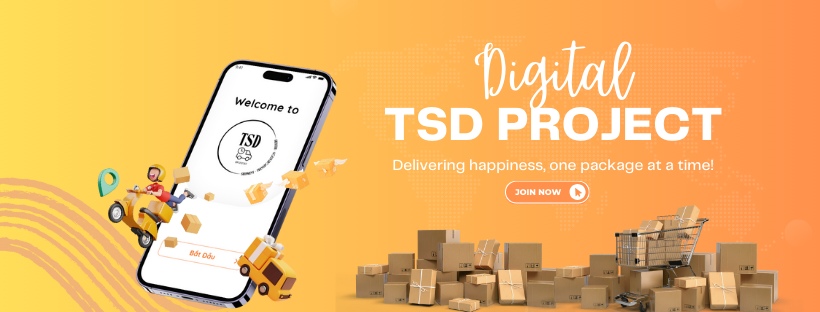 Welcome to
TSD
Bắt Đầu
Digital
TSD PROJECT
Delivering happiness, one package at a time!
JOIN NOW